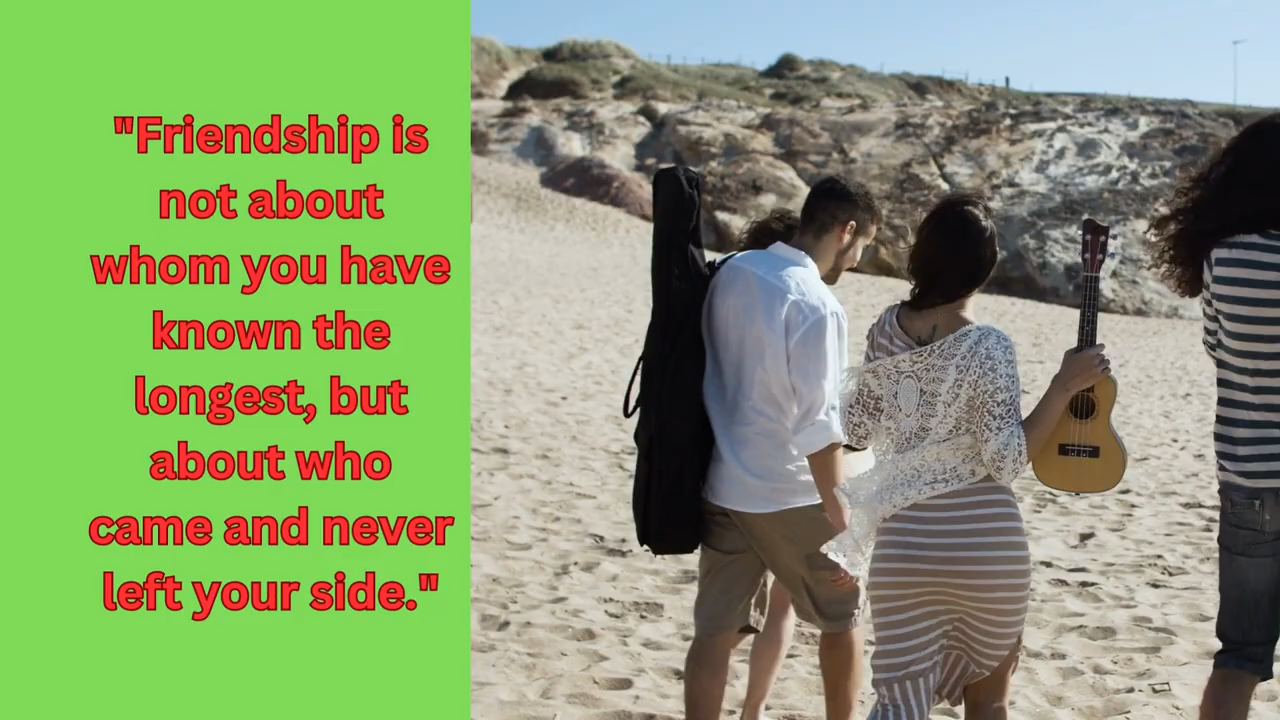 "Friendship is
not about
whom you have
known the
longest, but
about who
came and never
left your side."